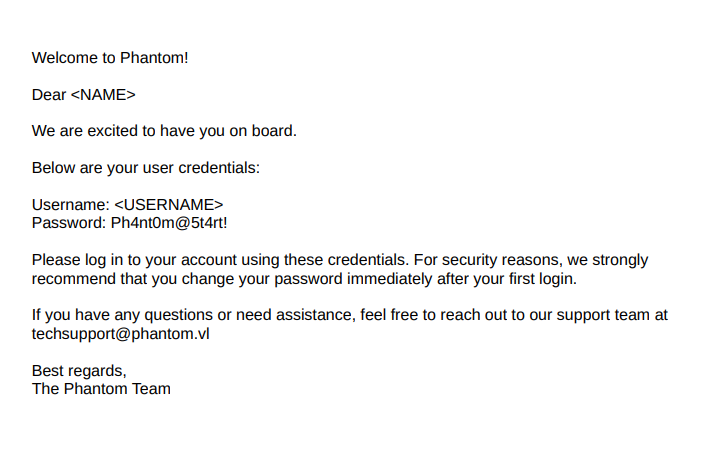 Welcome to Phantom!
Dear <NAME>
We are excited to have you on board.
Below are your user credentials:
Username: <USERNAME>
Password: Ph4nt0m@5t4rt!
Please log in to your account using these credentials. For security reasons, we strongly
recommend that you change your password immediately after your first login.
If you have any questions or need assistance, feel free to reach out to our support team at
techsupport@phantom.vl
Best regards,
The Phantom Team